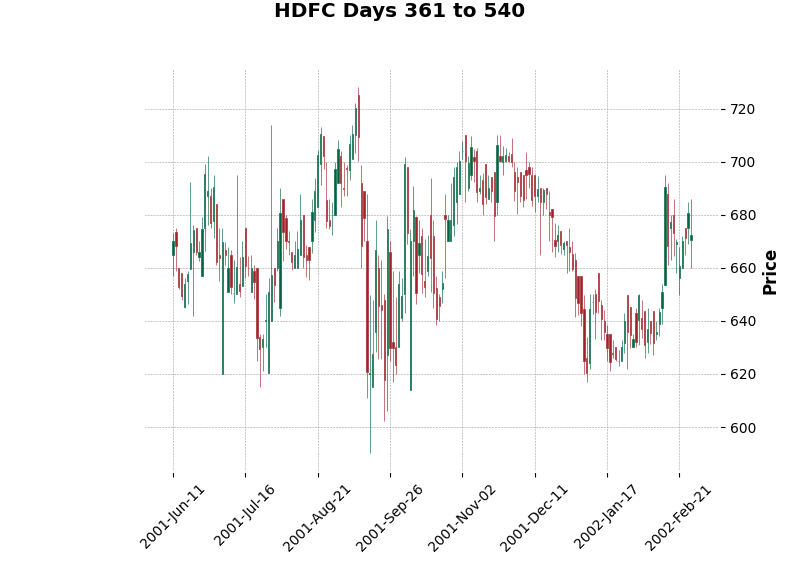 HDFC Days 361 to 540
720
700
680
660
640
620
600
Price
2001-Jun-11
2001-Jul-16
2001-Aug-21
2001-Sep-26
2001-Nov-02
2001-Dec-11
2002-Jan-17
2002-Feb-21